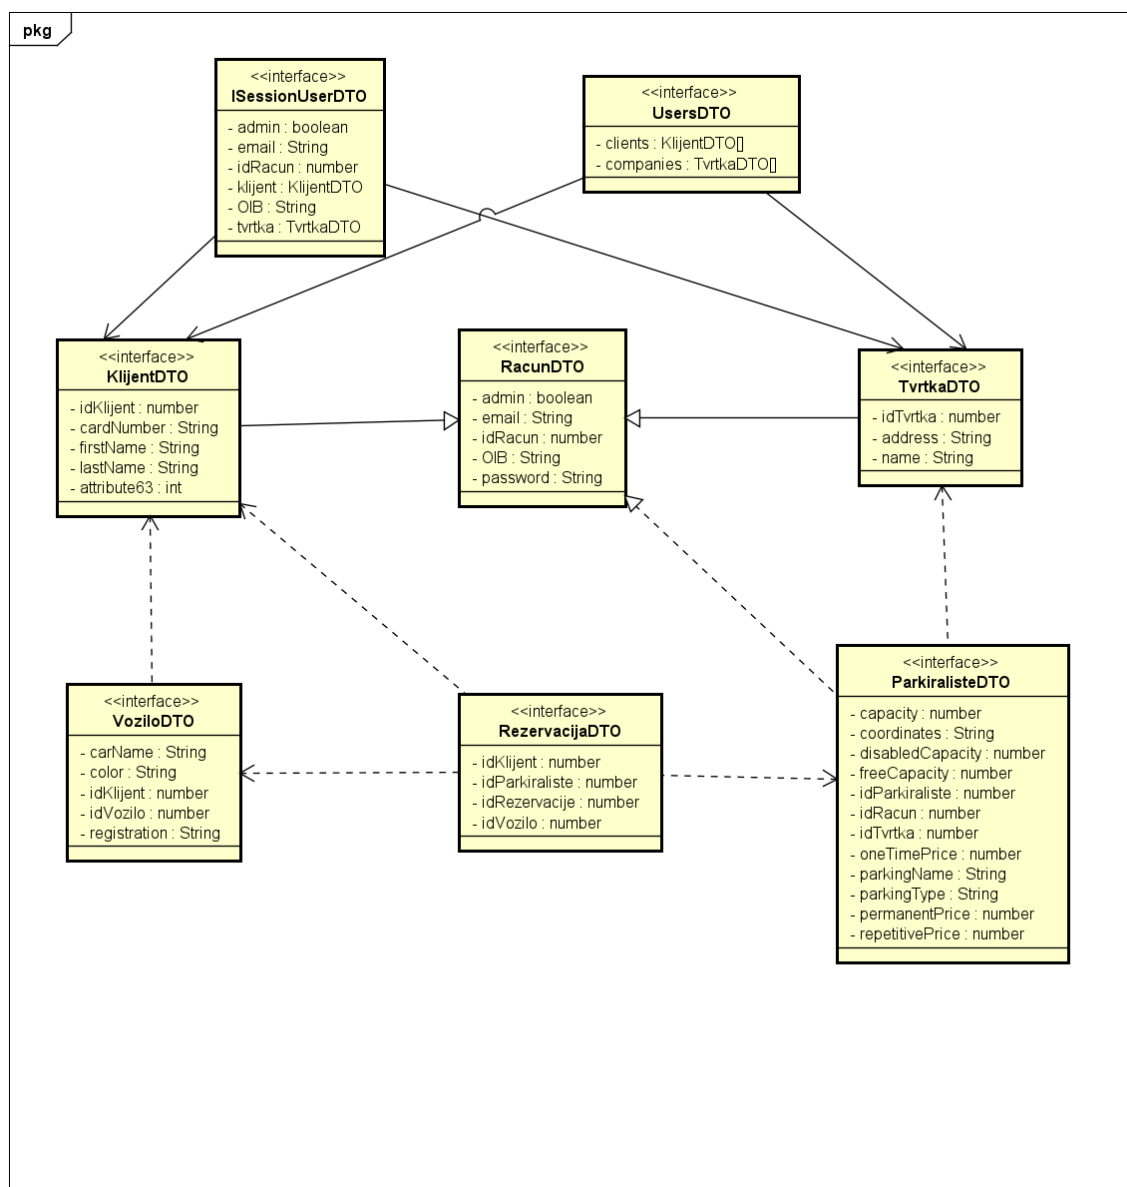 pkg
<<interface>>
ISessionUserDTO
- admin : boolean
- email : String
- idRacun : number
- klijent : KlijentDTO
- OIB : String
- tvrtka : TvrtkaDTO
<<interface>>
UsersDTO
- clients : KlijentDTO[]
- companies : TvrtkaDTO[]
<<interface>>
KlijentDTO
- idKlijent : number
- cardNumber : String
- firstName : String
- lastName : String
- attribute63 : int
<<interface>>
RacunDTO
- admin : boolean
- email : String
- idRacun : number
- OIB : String
- password : String
<<interface>>
TvrtkaDTO
- idTvrtka : number
- address : String
- name : String
<<interface>>
VoziloDTO
- carName : String
- color : String
- idKlijent : number
- idVozilo : number
- registration : String
<<interface>>
RezervacijaDTO
- idKlijent : number
- idParkiraliste : number
- idRezervacije : number
- idVozilo : number
<<interface>>
ParkiralisteDTO
- capacity : number
- coordinates : String
- disabledCapacity : number
- freeCapacity : number
- idParkiraliste : number
- idRacun : number
- idTvrtka : number
- oneTimePrice : number
- parkingName : String
- parkingType : String
- permanentPrice : number
- repetitivePrice : number